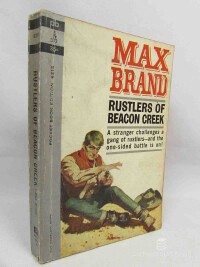 MAX
BRAND
RUSTLERS OF
BEACON CREEK
A stranger challenges a
gang of rustlers—and the
one-sided battle is on!
RUSTLERS OF BEACON CREEK